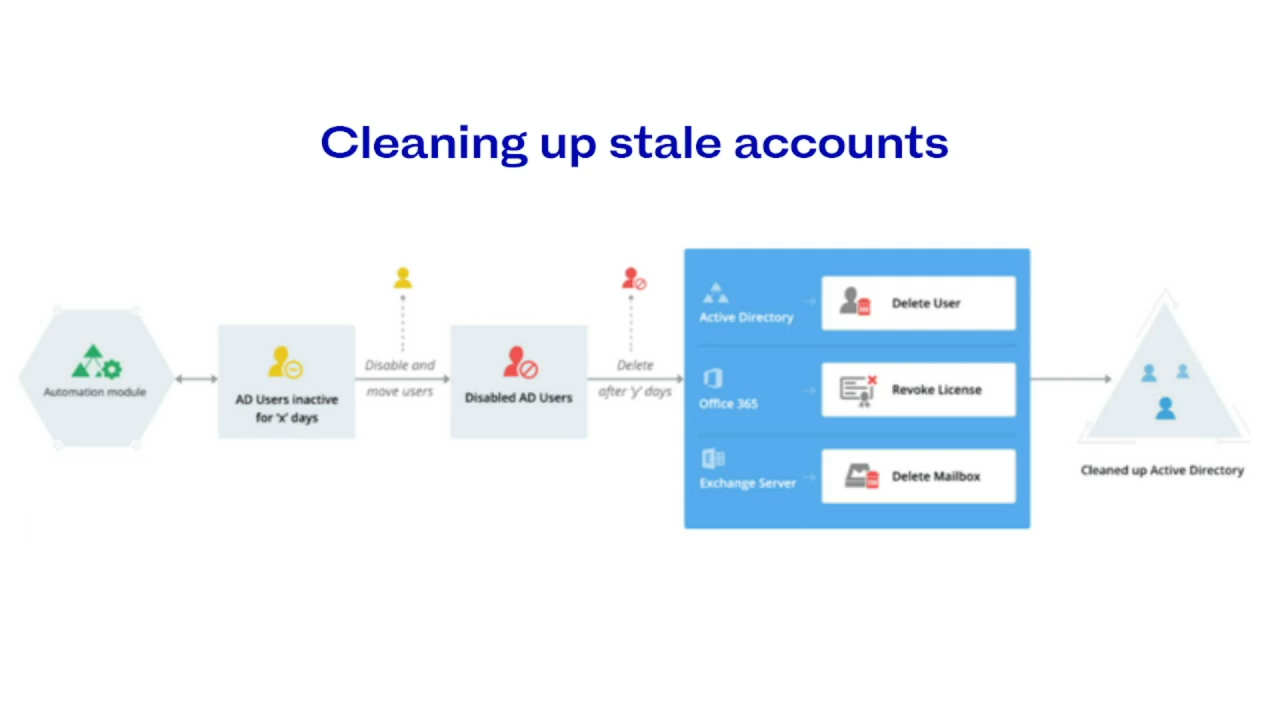 Cleaning up stale accounts
Automation module
AD Users inactive
for 'x' days
Disable and
move users
Disabled AD Users
Delete
after 'y' days
Active Directory
Delete User
Office 365
Revoke License
Exchange Server
Delete Mailbox
Cleaned up Active Directory